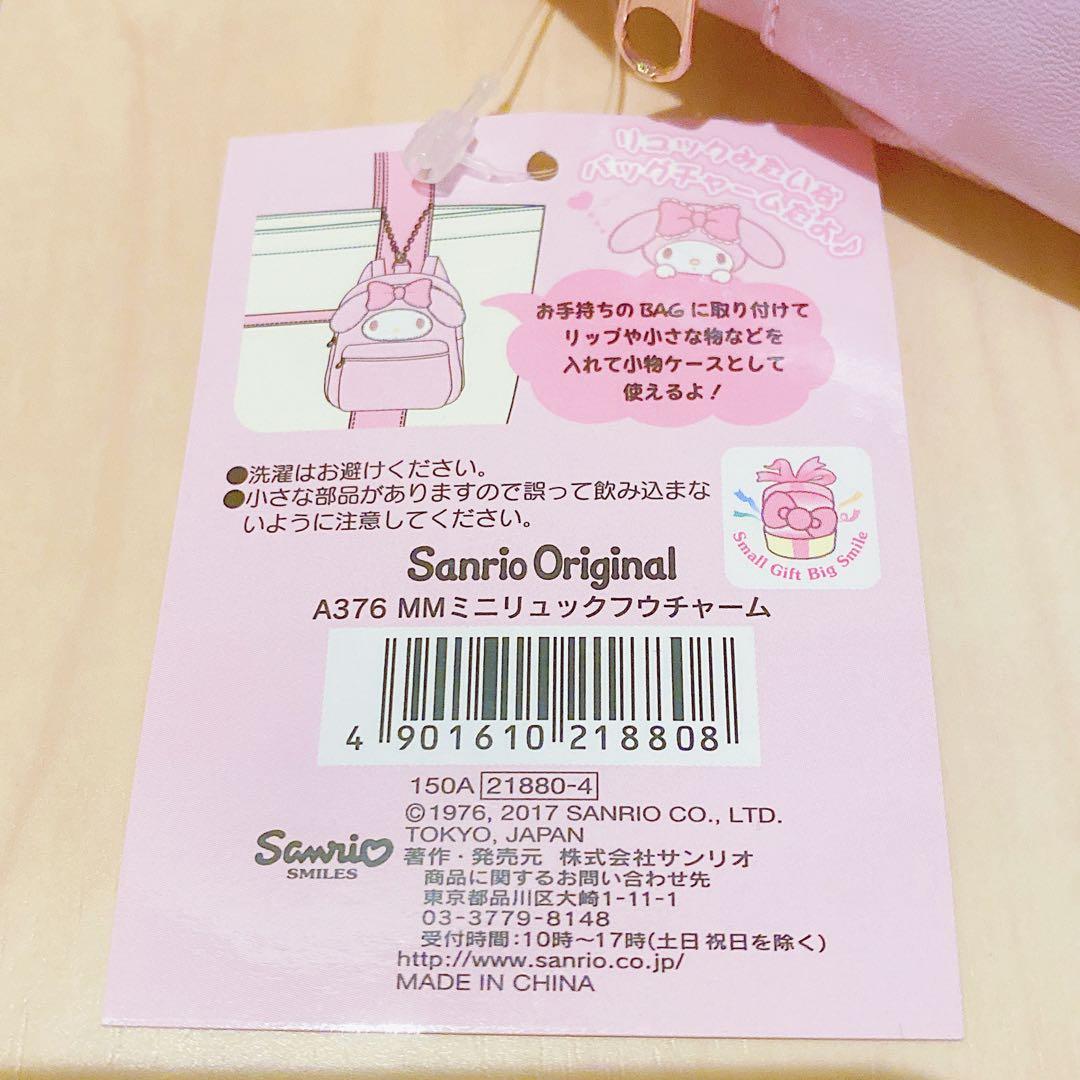 リュックみたいな
バッグチャームだよ♪
お手持ちの BAG に取り付けて
リップや小さな物などを
入れて小物ケースとして
使えるよ！
●洗濯はお避けください。
●小さな部品がありますので誤って飲み込まな
いように注意してください。
Small Gift Big Smile
Sanrio Original
A376 MMミニリュックフウチャーム
4 901610 218808
150A 21880-4
©1976, 2017 SANRIO CO., LTD.
TOKYO, JAPAN
Sanrio
SMILES
著作・発売元 株式会社サンリオ
商品に関するお問い合わせ先
東京都品川区大崎1-11-1
03-3779-8148
受付時間:10時〜17時(土日 祝日を除く)
http://www.sanrio.co.jp/
MADE IN CHINA